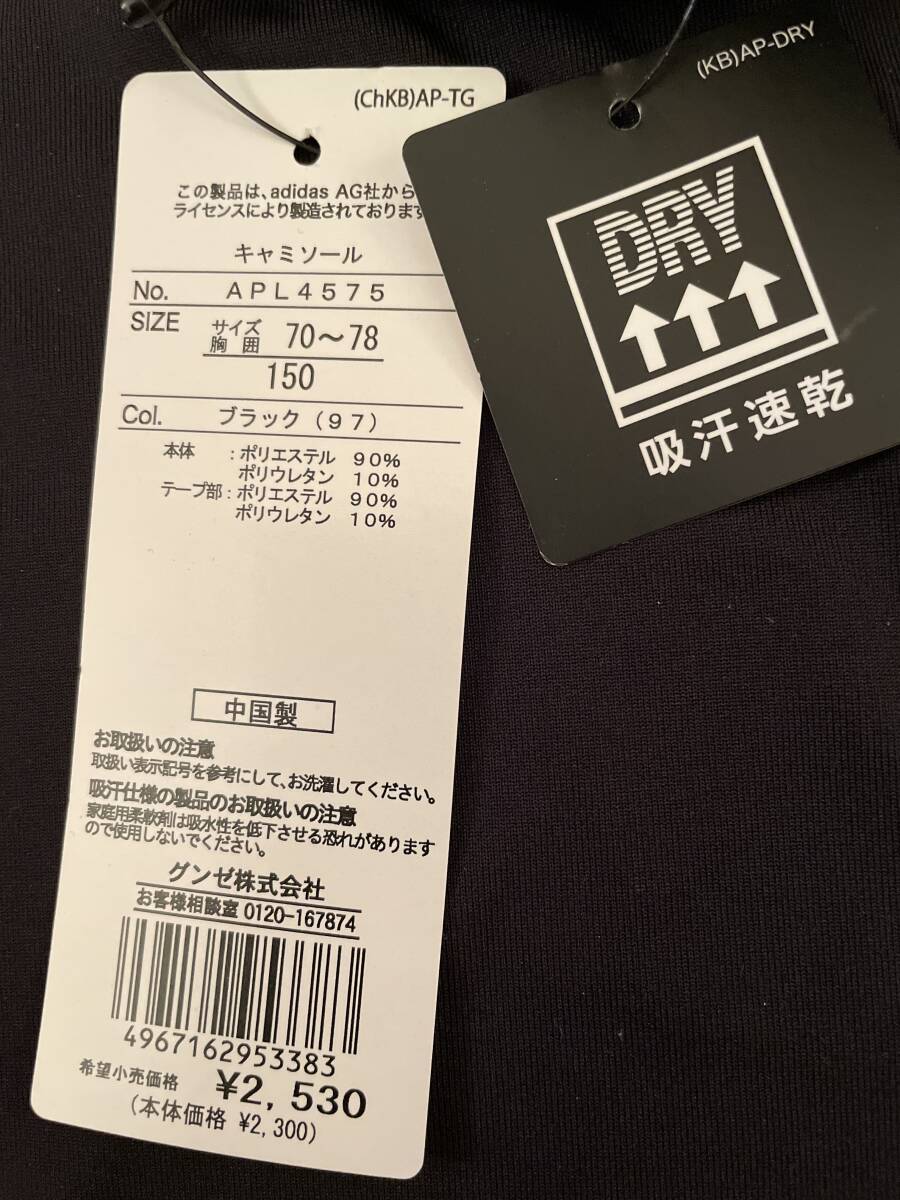 (ChKB)AP-TG
この製品は、adidas AG社から
ライセンスにより製造されております
キャミソール
No. APL4575
SIZE サイズ 胸囲 70～78
150
Col. ブラック（97）
本体 ：ポリエステル 90%
ポリウレタン 10%
テープ部：ポリエステル 90%
ポリウレタン 10%
中国製
お取扱いの注意
取扱い表示記号を参考にして、お洗濯してください。
吸汗仕様の製品のお取扱いの注意
家庭用柔軟剤は吸水性を低下させる恐れがあります
ので使用しないでください。
グンゼ株式会社
お客様相談室 0120-167874
4967162953383
希望小売価格 ¥2,530
（本体価格 ¥2,300）
(KB)AP-DRY
DRY
吸汗速乾